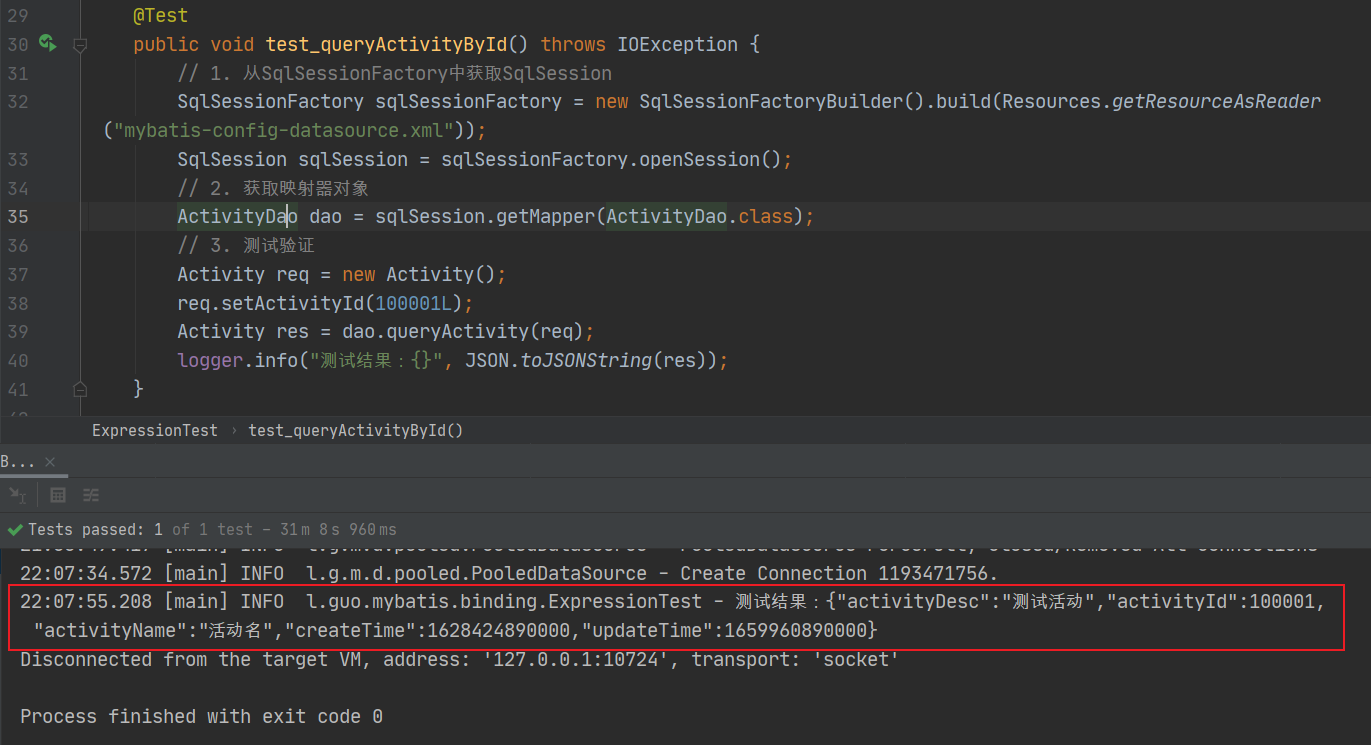 29 @Test
30 public void test_queryActivityById() throws IOException {
31 // 1. 从SqlSessionFactory中获取SqlSession
32 SqlSessionFactory sqlSessionFactory = new SqlSessionFactoryBuilder().build(Resources.getResourceAsReader
("mybatis-config-datasource.xml"));
33 SqlSession sqlSession = sqlSessionFactory.openSession();
34 // 2. 获取映射器对象
35 ActivityDao dao = sqlSession.getMapper(ActivityDao.class);
36 // 3. 测试验证
37 Activity req = new Activity();
38 req.setActivityId(100001L);
39 Activity res = dao.queryActivity(req);
40 logger.info("测试结果：{}", JSON.toJSONString(res));
41 }
ExpressionTest › test_queryActivityById()
B... ×
Tests passed: 1 of 1 test – 31 m 8 s 960 ms
22:07:34.572 [main] INFO  l.g.m.d.pooled.PooledDataSource - Create Connection 1193471756.
22:07:55.208 [main] INFO  l.guo.mybatis.binding.ExpressionTest - 测试结果：{"activityDesc":"测试活动","activityId":100001,
"activityName":"活动名","createTime":1628424890000,"updateTime":1659960890000}
Disconnected from the target VM, address: '127.0.0.1:10724', transport: 'socket'
Process finished with exit code 0